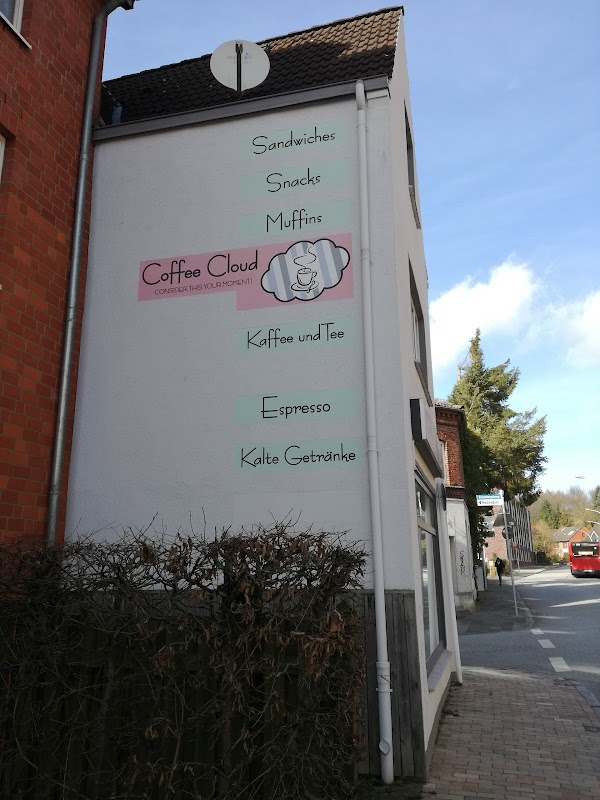 Sandwiches
Snacks
Muffins
Coffee Cloud
CONSIDER THIS YOUR MOMENT!
Kaffee und Tee
Espresso
Kalte Getränke